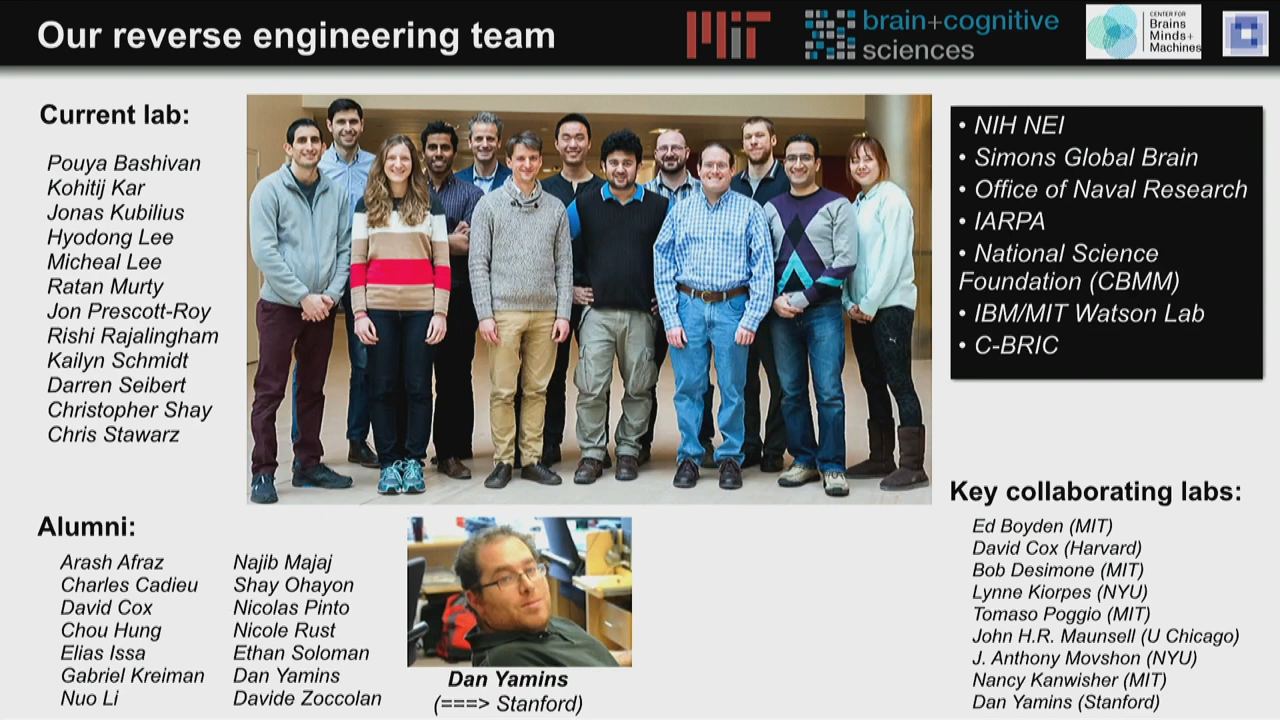 Our reverse engineering team
MIT
brain+cognitive
sciences
CENTER FOR
Brains
Minds+
Machines
Current lab:
Pouya Bashivan
Kohitij Kar
Jonas Kubilius
Hyodong Lee
Micheal Lee
Ratan Murty
Jon Prescott-Roy
Rishi Rajalingham
Kailyn Schmidt
Darren Seibert
Christopher Shay
Chris Stawarz
• NIH NEI
• Simons Global Brain
• Office of Naval Research
• IARPA
• National Science
Foundation (CBMM)
• IBM/MIT Watson Lab
• C-BRIC
Alumni:
Arash Afraz
Charles Cadieu
David Cox
Chou Hung
Elias Issa
Gabriel Kreiman
Nuo Li
Najib Majaj
Shay Ohayon
Nicolas Pinto
Nicole Rust
Ethan Soloman
Dan Yamins
Davide Zoccolan
Dan Yamins
(===> Stanford)
Key collaborating labs:
Ed Boyden (MIT)
David Cox (Harvard)
Bob Desimone (MIT)
Lynne Kiorpes (NYU)
Tomaso Poggio (MIT)
John H.R. Maunsell (U Chicago)
J. Anthony Movshon (NYU)
Nancy Kanwisher (MIT)
Dan Yamins (Stanford)